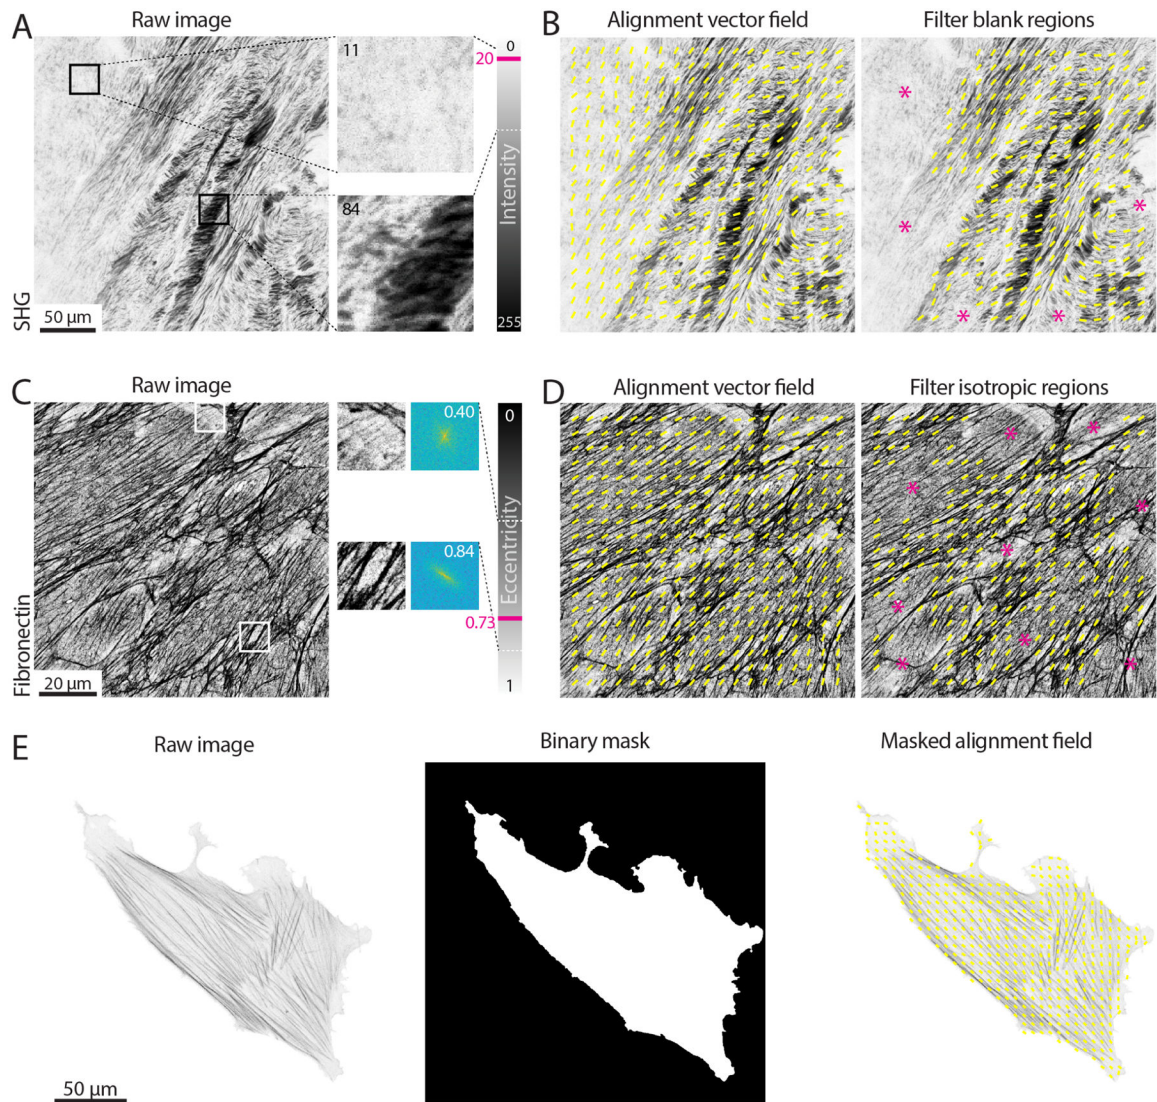 A
Raw image
11
84
0
20
Intensity
255
SHG
50 µm
B
Alignment vector field
Filter blank regions
*
*
*
*
*
C
Raw image
0.40
0.84
0
Eccentricity
0.73
1
Fibronectin
20 µm
D
Alignment vector field
Filter isotropic regions
*
*
*
*
*
*
*
*
*
E
Raw image
Binary mask
Masked alignment field
50 µm